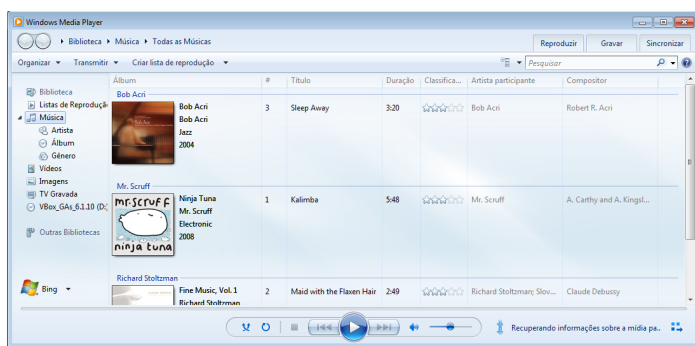 Windows Media Player
Biblioteca ▸ Música ▸ Todas as Músicas
Reproduzir Gravar Sincronizar
Organizar Transmitir Criar lista de reprodução Pesquisar
Álbum # Título Duração Classifica... Artista participante Compositor
Biblioteca
Listas de Reproduçã
Música
Artista
Álbum
Gênero
Vídeos
Imagens
TV Gravada
VBox_GAs_6.1.10 (D:
Outras Bibliotecas
Bing
Bob Acri
Bob Acri 3 Sleep Away 3:20 Bob Acri Robert R. Acri
Bob Acri
Jazz
2004
Mr. Scruff
mr.scruff
ninja tuna
Ninja Tuna 1 Kalimba 5:48 Mr. Scruff A. Carthy and A. Kingsl...
Mr. Scruff
Electronic
2008
Richard Stoltzman
Fine Music, Vol. 1 2 Maid with the Flaxen Hair 2:49 Richard Stoltzman; Slov... Claude Debussy
Richard Stoltzman
Recuperando informações sobre a mídia pa..